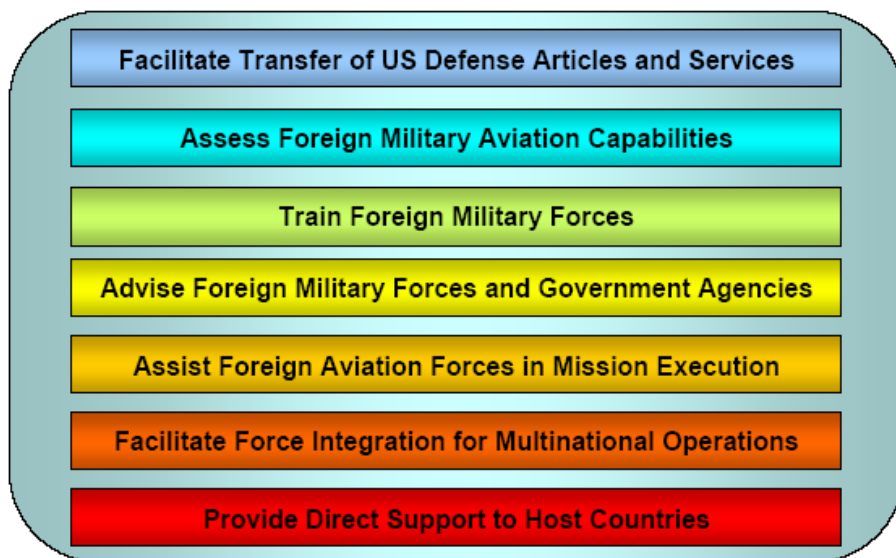 Facilitate Transfer of US Defense Articles and Services
Assess Foreign Military Aviation Capabilities
Train Foreign Military Forces
Advise Foreign Military Forces and Government Agencies
Assist Foreign Aviation Forces in Mission Execution
Facilitate Force Integration for Multinational Operations
Provide Direct Support to Host Countries